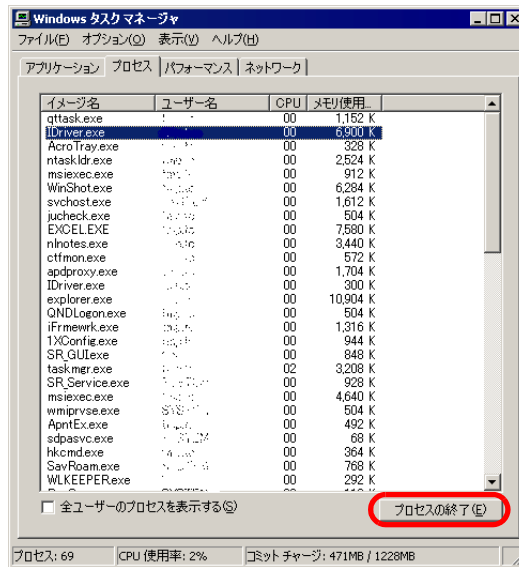 Windows タスク マネージャ
ファイル(F) オプション(O) 表示(V) ヘルプ(H)
アプリケーション プロセス パフォーマンス ネットワーク
イメージ名 ユーザー名 CPU メモリ使用...
qttask.exe 00 1,152 K
IDriver.exe 00 6,900 K
AcroTray.exe 00 328 K
ntaskldr.exe 00 2,524 K
msiexec.exe 00 912 K
WinShot.exe 00 6,284 K
svchost.exe 00 1,612 K
jucheck.exe 00 504 K
EXCEL.EXE 00 7,580 K
nlnotes.exe 00 3,440 K
ctfmon.exe 00 572 K
apdproxy.exe 00 1,704 K
IDriver.exe 00 300 K
explorer.exe 00 10,904 K
QNDLogon.exe 00 504 K
iFrmewrk.exe 00 1,316 K
1XConfig.exe 00 944 K
SR_GUI.exe 00 848 K
taskmgr.exe 02 3,208 K
SR_Service.exe 00 928 K
msiexec.exe 00 4,640 K
wmiprvse.exe 00 504 K
ApntEx.exe 00 492 K
sdpasvc.exe 00 68 K
hkcmd.exe 00 364 K
SavRoam.exe 00 768 K
WLKEEPER.exe 00 292 K
全ユーザーのプロセスを表示する(S) プロセスの終了(E)
プロセス: 69 CPU 使用率: 2% コミット チャージ: 471MB / 1228MB